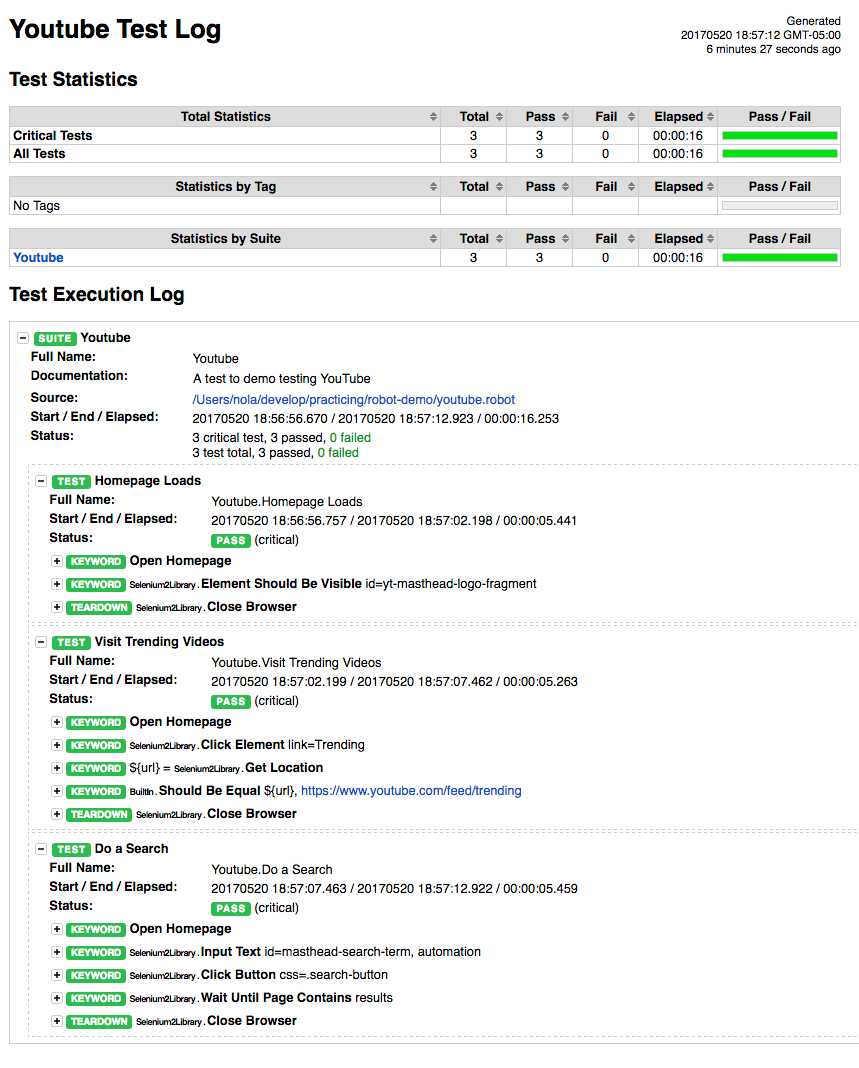 Youtube Test Log
Generated
20170520 18:57:12 GMT-05:00
6 minutes 27 seconds ago
Test Statistics
Total Statistics Total Pass Fail Elapsed Pass / Fail
Critical Tests 3 3 0 00:00:16
All Tests 3 3 0 00:00:16
Statistics by Tag Total Pass Fail Elapsed Pass / Fail
No Tags
Statistics by Suite Total Pass Fail Elapsed Pass / Fail
Youtube 3 3 0 00:00:16
Test Execution Log
SUITE Youtube
Full Name: Youtube
Documentation: A test to demo testing YouTube
Source: /Users/nola/develop/practicing/robot-demo/youtube.robot
Start / End / Elapsed: 20170520 18:56:56.670 / 20170520 18:57:12.923 / 00:00:16.253
Status: 3 critical test, 3 passed, 0 failed
3 test total, 3 passed, 0 failed
TEST Homepage Loads
Full Name: Youtube.Homepage Loads
Start / End / Elapsed: 20170520 18:56:56.757 / 20170520 18:57:02.198 / 00:00:05.441
Status: PASS (critical)
KEYWORD Open Homepage
KEYWORD Selenium2Library.Element Should Be Visible id=yt-masthead-logo-fragment
TEARDOWN Selenium2Library.Close Browser
TEST Visit Trending Videos
Full Name: Youtube.Visit Trending Videos
Start / End / Elapsed: 20170520 18:57:02.199 / 20170520 18:57:07.462 / 00:00:05.263
Status: PASS (critical)
KEYWORD Open Homepage
KEYWORD Selenium2Library.Click Element link=Trending
KEYWORD ${url} = Selenium2Library.Get Location
KEYWORD BuiltIn.Should Be Equal ${url}, https://www.youtube.com/feed/trending
TEARDOWN Selenium2Library.Close Browser
TEST Do a Search
Full Name: Youtube.Do a Search
Start / End / Elapsed: 20170520 18:57:07.463 / 20170520 18:57:12.922 / 00:00:05.459
Status: PASS (critical)
KEYWORD Open Homepage
KEYWORD Selenium2Library.Input Text id=masthead-search-term, automation
KEYWORD Selenium2Library.Click Button css=.search-button
KEYWORD Selenium2Library.Wait Until Page Contains results
TEARDOWN Selenium2Library.Close Browser